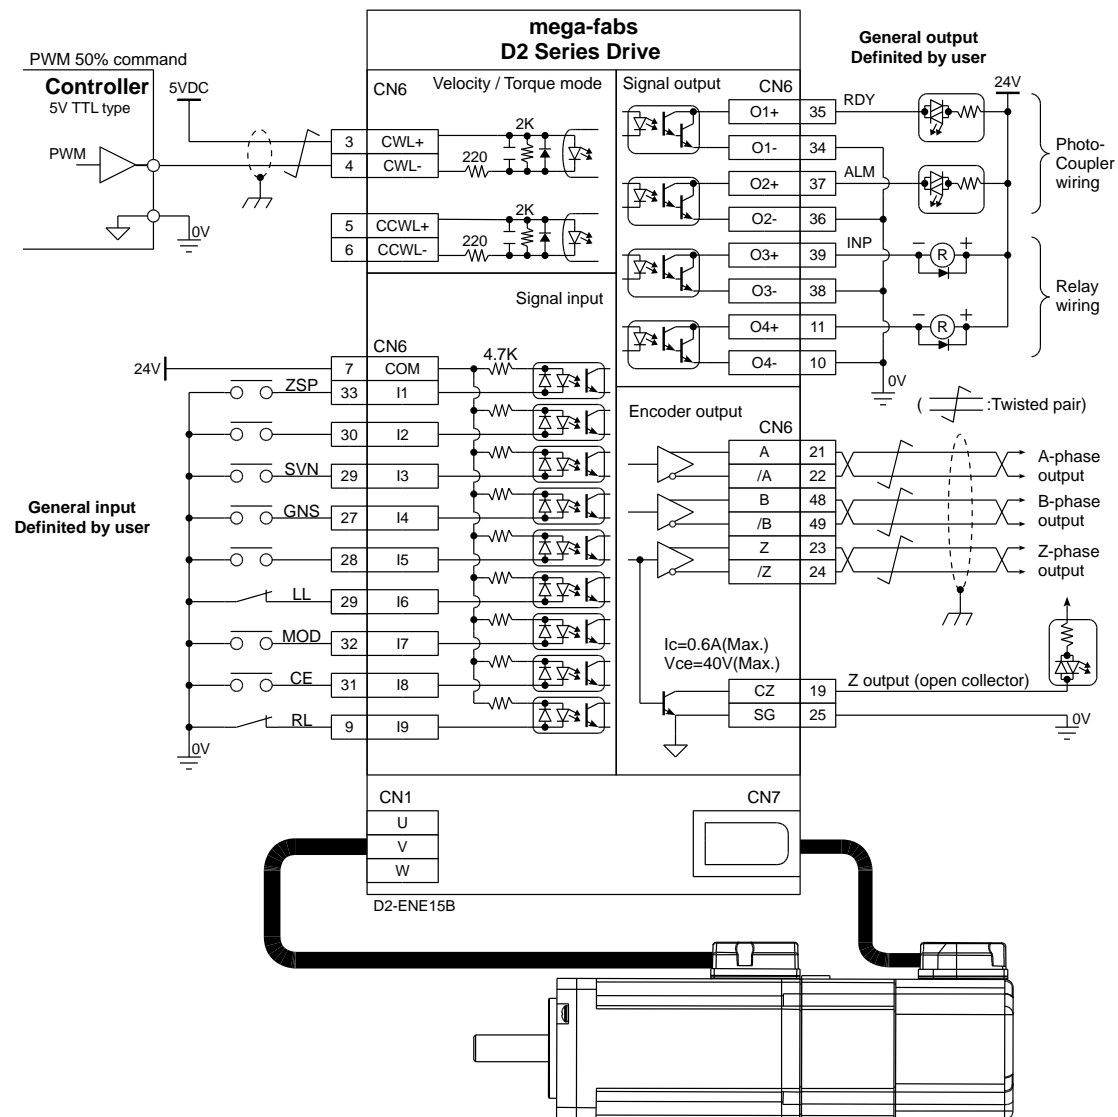 mega-fabs
D2 Series Drive
PWM 50% command
Controller
5V TTL type
5VDC
PWM
0V
CN6
Velocity / Torque mode
2K
3 CWL+
220
4 CWL-
2K
5 CCWL+
220
6 CCWL-
Signal input
CN6
4.7K
24V
7 COM
ZSP 33 I1
30 I2
SVN 29 I3
GNS 27 I4
28 I5
LL 29 I6
MOD 32 I7
CE 31 I8
RL 9 I9
0V
General input
Definited by user
Signal output
CN6
General output
Definited by user
24V
O1+ 35 RDY
O1- 34
O2+ 37 ALM
O2- 36
O3+ 39 INP
O3- 38
O4+ 11
O4- 10
− R +
− R +
0V
Photo-
Coupler
wiring
Relay
wiring
( :Twisted pair)
Encoder output
CN6
A 21
/A 22
B 48
/B 49
Z 23
/Z 24
A-phase
output
B-phase
output
Z-phase
output
Ic=0.6A(Max.)
Vce=40V(Max.)
CZ 19 Z output (open collector)
SG 25
0V
CN1
U
V
W
CN7
D2-ENE15B